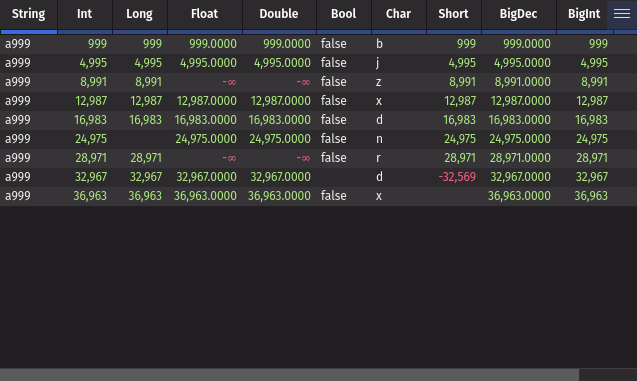 String Int Long Float Double Bool Char Short BigDec BigInt
a999 999 999 999.0000 999.0000 false b 999 999.0000 999
a999 4,995 4,995 4,995.0000 4,995.0000 false j 4,995 4,995.0000 4,995
a999 8,991 8,991 -∞ -∞ false z 8,991 8,991.0000 8,991
a999 12,987 12,987 12,987.0000 12,987.0000 false x 12,987 12,987.0000 12,987
a999 16,983 16,983 16,983.0000 16,983.0000 false d 16,983 16,983.0000 16,983
a999 24,975 24,975.0000 24,975.0000 false n 24,975 24,975.0000 24,975
a999 28,971 28,971 -∞ -∞ false r 28,971 28,971.0000 28,971
a999 32,967 32,967 32,967.0000 32,967.0000 d -32,569 32,967.0000 32,967
a999 36,963 36,963 36,963.0000 36,963.0000 false x 36,963.0000 36,963